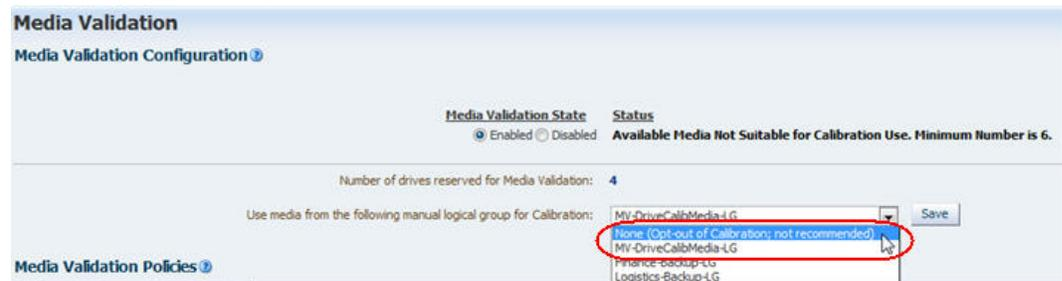 Media Validation
Media Validation Configuration
Media Validation State Status
Enabled Disabled Available Media Not Suitable for Calibration Use. Minimum Number is 6.
Number of drives reserved for Media Validation: 4
Use media from the following manual logical group for Calibration: MV-DriveCalibMedia-LG Save
None (Opt-out of Calibration; not recommended)
MV-DriveCalibMedia-LG
Finance-Backup-LG
Media Validation Policies
Logistics-Backup-LG